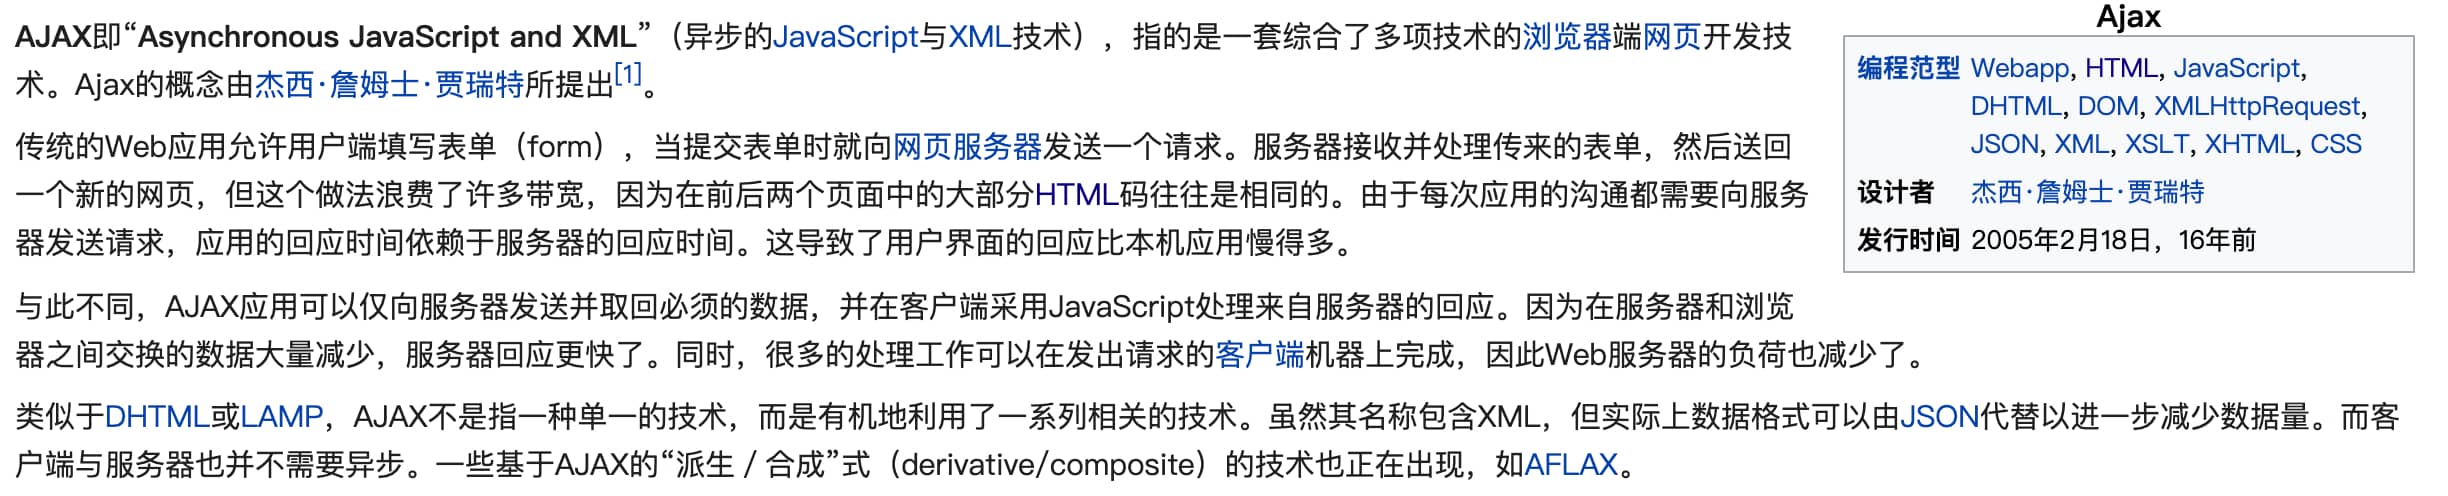 AJAX即“Asynchronous JavaScript and XML”（异步的JavaScript与XML技术），指的是一套综合了多项技术的浏览器端网页开发技
术。Ajax的概念由杰西·詹姆士·贾瑞特所提出[1]。
传统的Web应用允许用户端填写表单（form），当提交表单时就向网页服务器发送一个请求。服务器接收并处理传来的表单，然后送回
一个新的网页，但这个做法浪费了许多带宽，因为在前后两个页面中的大部分HTML码往往是相同的。由于每次应用的沟通都需要向服务
器发送请求，应用的回应时间依赖于服务器的回应时间。这导致了用户界面的回应比本机应用慢得多。
与此不同，AJAX应用可以仅向服务器发送并取回必须的数据，并在客户端采用JavaScript处理来自服务器的回应。因为在服务器和浏览
器之间交换的数据大量减少，服务器回应更快了。同时，很多的处理工作可以在发出请求的客户端机器上完成，因此Web服务器的负荷也减少了。
类似于DHTML或LAMP，AJAX不是指一种单一的技术，而是有机地利用了一系列相关的技术。虽然其名称包含XML，但实际上数据格式可以由JSON代替以进一步减少数据量。而客
户端与服务器也并不需要异步。一些基于AJAX的“派生／合成”式（derivative/composite）的技术也正在出现，如AFLAX。
Ajax
编程范型 Webapp, HTML, JavaScript,
DHTML, DOM, XMLHttpRequest,
JSON, XML, XSLT, XHTML, CSS
设计者 杰西·詹姆士·贾瑞特
发行时间 2005年2月18日，16年前